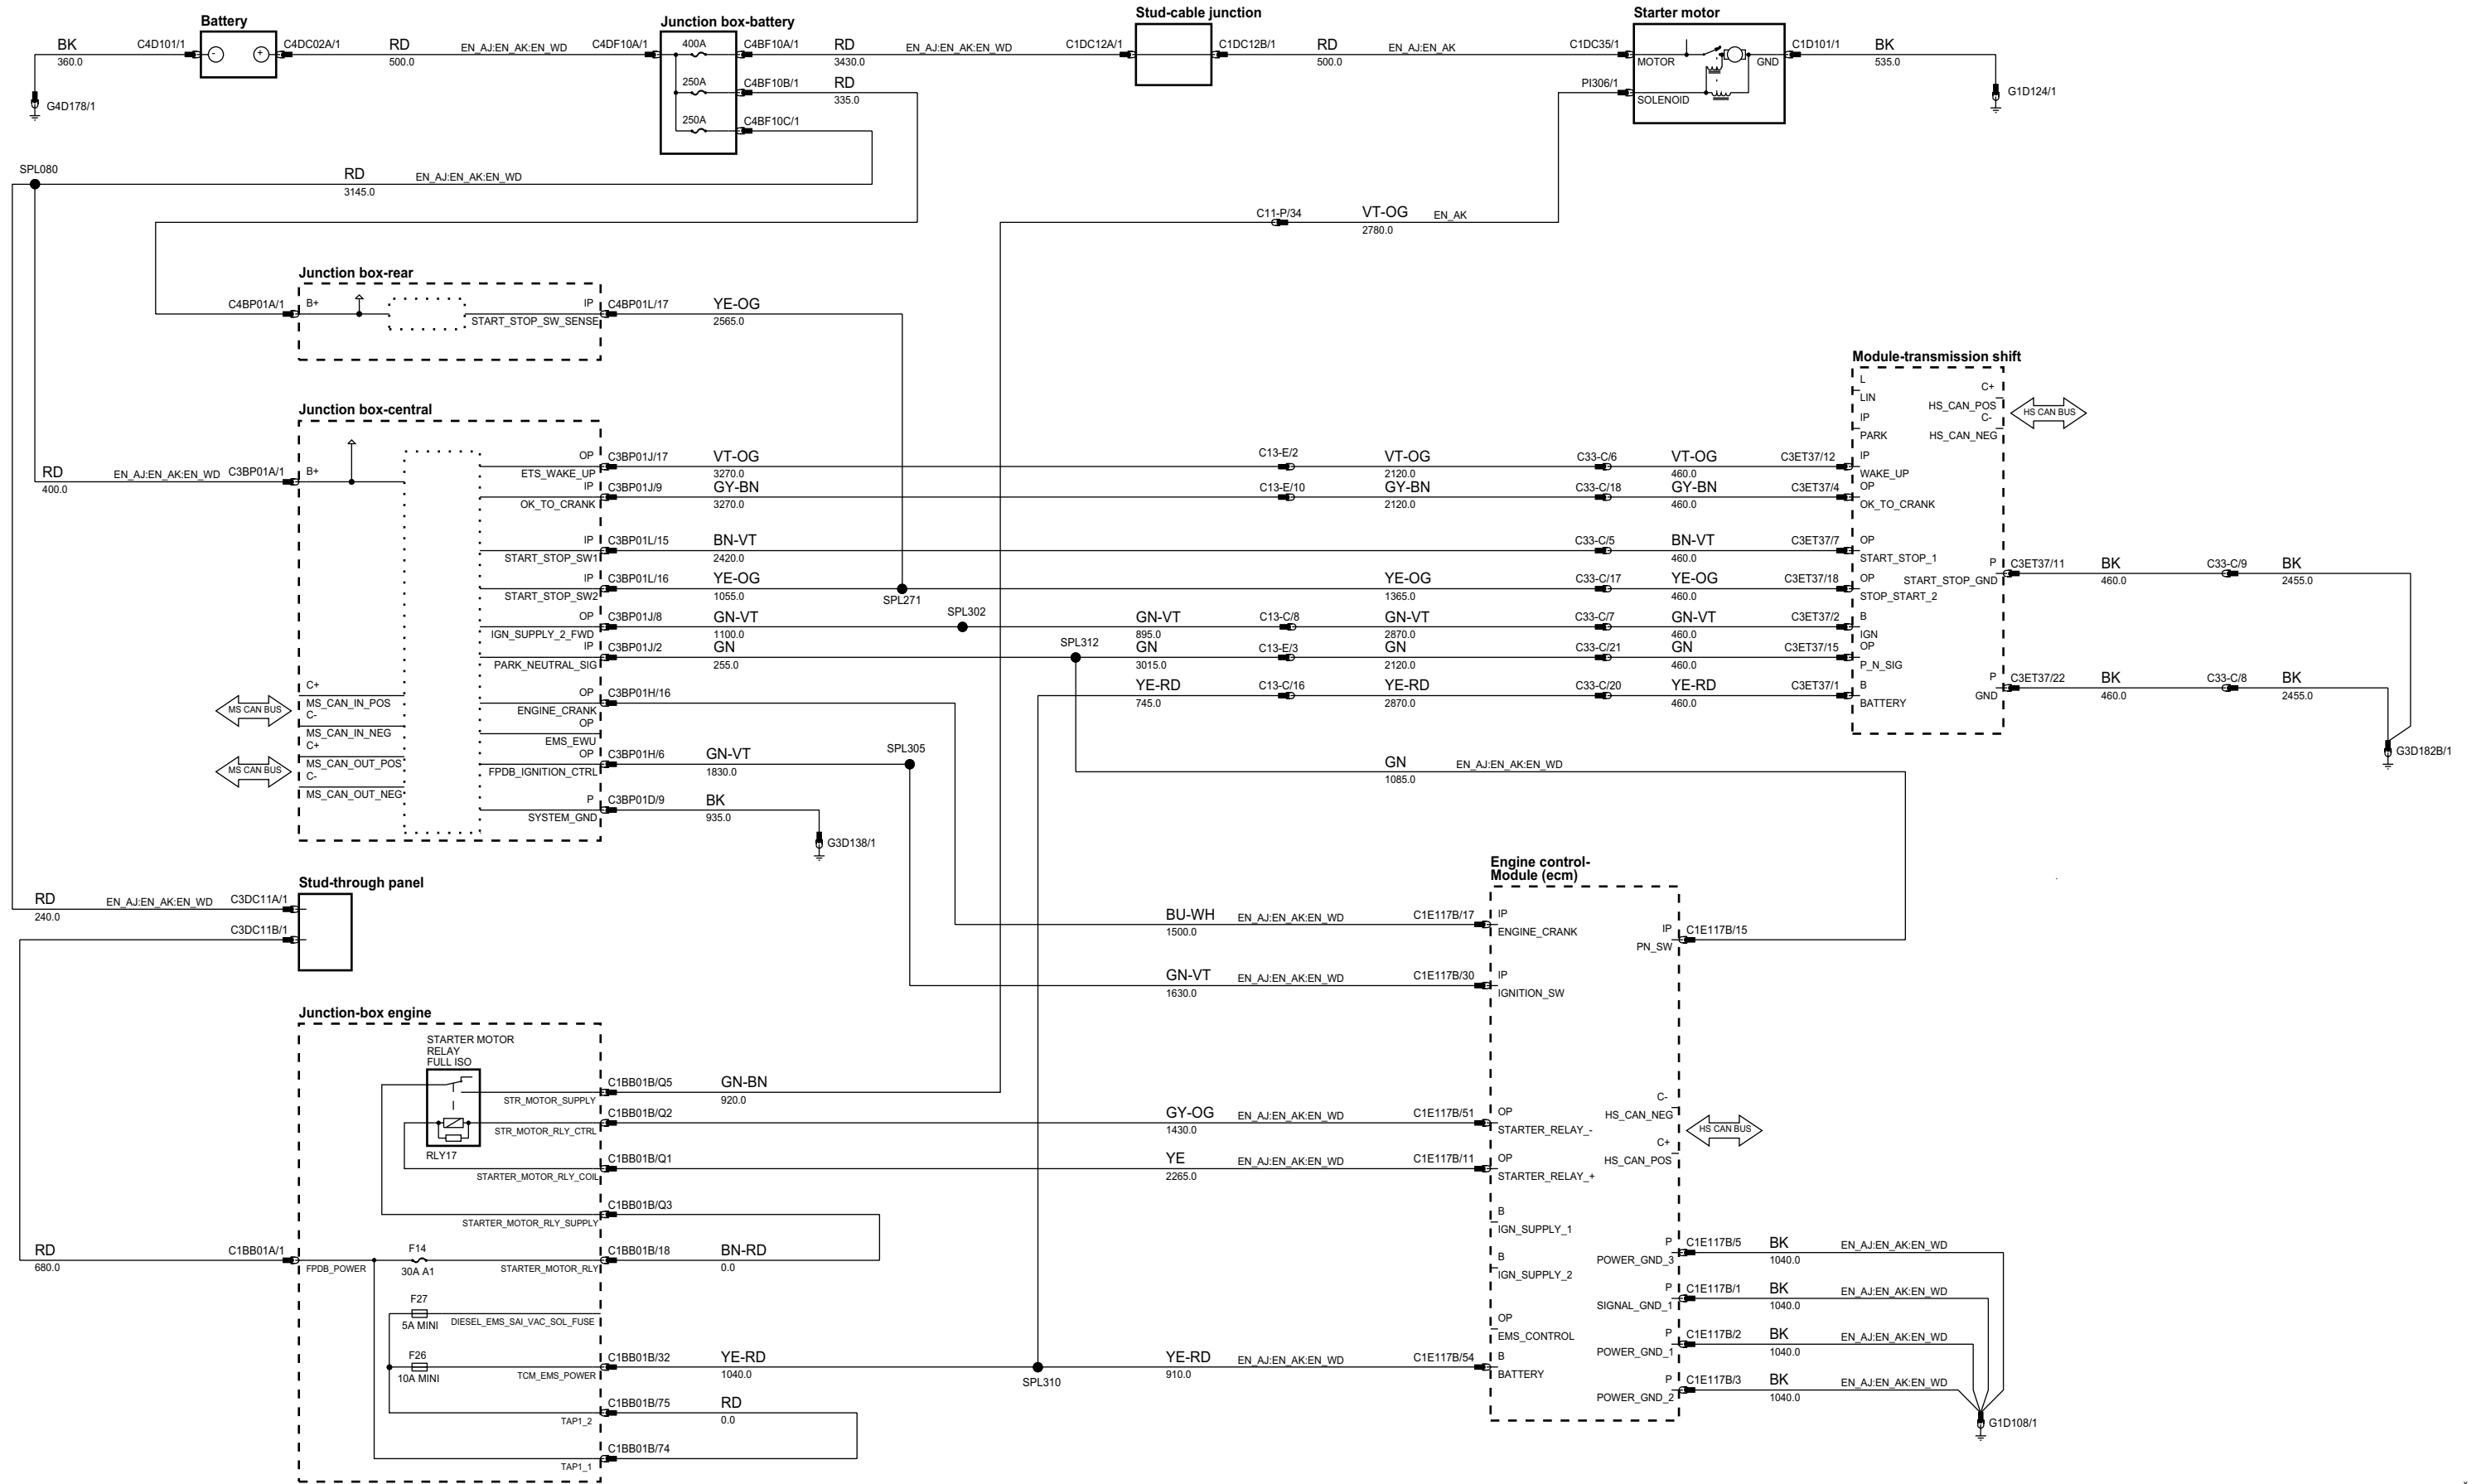 Battery
Junction box-battery
Stud-cable junction
Starter motor
BK
360.0
C4D101/1
-
+
C4DC02A/1
RD
500.0
EN_AJ:EN_AK:EN_WD
C4DF10A/1
400A
C4BF10A/1
RD
3430.0
EN_AJ:EN_AK:EN_WD
C1DC12A/1
C1DC12B/1
RD
500.0
EN_AJ:EN_AK
C1DC35/1
MOTOR
GND
C1D101/1
BK
535.0
G4D178/1
250A
C4BF10B/1
RD
335.0
PI306/1
SOLENOID
G1D124/1
250A
C4BF10C/1
SPL080
RD
3145.0
EN_AJ:EN_AK:EN_WD
C11-P/34
VT-OG
2780.0
EN_AK
Junction box-rear
C4BP01A/1
B+
IP
START_STOP_SW_SENSE
C4BP01L/17
YE-OG
2565.0
Module-transmission shift
L
LIN
IP
PARK
C+
HS_CAN_POS
C-
HS_CAN_NEG
HS CAN BUS
Junction box-central
RD
400.0
EN_AJ:EN_AK:EN_WD
C3BP01A/1
B+
OP
ETS_WAKE_UP
C3BP01J/17
VT-OG
3270.0
C13-E/2
VT-OG
2120.0
C33-C/6
VT-OG
460.0
C3ET37/12
IP
WAKE_UP
IP
OK_TO_CRANK
C3BP01J/9
GY-BN
3270.0
C13-E/10
GY-BN
2120.0
C33-C/18
GY-BN
460.0
C3ET37/4
OP
OK_TO_CRANK
IP
START_STOP_SW1
C3BP01L/15
BN-VT
2420.0
C33-C/5
BN-VT
460.0
C3ET37/7
OP
START_STOP_1
IP
START_STOP_SW2
C3BP01L/16
YE-OG
1055.0
SPL271
YE-OG
1365.0
C33-C/17
YE-OG
460.0
C3ET37/18
OP
STOP_START_2
P
START_STOP_GND
C3ET37/11
BK
460.0
C33-C/9
BK
2455.0
OP
IGN_SUPPLY_2_FWD
C3BP01J/8
GN-VT
1100.0
SPL302
GN-VT
895.0
C13-C/8
GN-VT
2870.0
C33-C/7
GN-VT
460.0
C3ET37/2
B
IGN
IP
PARK_NEUTRAL_SIG
C3BP01J/2
GN
255.0
SPL312
GN
3015.0
C13-E/3
GN
2120.0
C33-C/21
GN
460.0
C3ET37/15
OP
P_N_SIG
YE-RD
745.0
C13-C/16
YE-RD
2870.0
C33-C/20
YE-RD
460.0
C3ET37/1
B
BATTERY
P
GND
C3ET37/22
BK
460.0
C33-C/8
BK
2455.0
G3D182B/1
MS CAN BUS
C+
MS_CAN_IN_POS
C-
MS_CAN_IN_NEG
MS CAN BUS
C+
MS_CAN_OUT_POS
C-
MS_CAN_OUT_NEG
OP
ENGINE_CRANK
C3BP01H/16
OP
EMS_EWU
OP
FPDB_IGNITION_CTRL
C3BP01H/6
GN-VT
1830.0
SPL305
P
SYSTEM_GND
C3BP01D/9
BK
935.0
G3D138/1
GN
1085.0
EN_AJ:EN_AK:EN_WD
Stud-through panel
RD
240.0
EN_AJ:EN_AK:EN_WD
C3DC11A/1
C3DC11B/1
Engine control-
Module (ecm)
BU-WH
1500.0
EN_AJ:EN_AK:EN_WD
C1E117B/17
IP
ENGINE_CRANK
IP
PN_SW
C1E117B/15
GN-VT
1630.0
EN_AJ:EN_AK:EN_WD
C1E117B/30
IP
IGNITION_SW
Junction-box engine
STARTER MOTOR
RELAY
FULL ISO
RLY17
STR_MOTOR_SUPPLY
C1BB01B/Q5
GN-BN
920.0
STR_MOTOR_RLY_CTRL
C1BB01B/Q2
GY-OG
1430.0
EN_AJ:EN_AK:EN_WD
C1E117B/51
OP
STARTER_RELAY_-
C-
HS_CAN_NEG
HS CAN BUS
C+
HS_CAN_POS
STARTER_MOTOR_RLY_COIL
C1BB01B/Q1
YE
2265.0
EN_AJ:EN_AK:EN_WD
C1E117B/11
OP
STARTER_RELAY_+
STARTER_MOTOR_RLY_SUPPLY
C1BB01B/Q3
B
IGN_SUPPLY_1
RD
680.0
C1BB01A/1
FPDB_POWER
F14
30A A1
STARTER_MOTOR_RLY
C1BB01B/18
BN-RD
0.0
B
IGN_SUPPLY_2
P
POWER_GND_3
C1E117B/5
BK
1040.0
EN_AJ:EN_AK:EN_WD
F27
5A MINI
DIESEL_EMS_SAI_VAC_SOL_FUSE
P
SIGNAL_GND_1
C1E117B/1
BK
1040.0
EN_AJ:EN_AK:EN_WD
OP
EMS_CONTROL
P
POWER_GND_1
C1E117B/2
BK
1040.0
EN_AJ:EN_AK:EN_WD
F26
10A MINI
TCM_EMS_POWER
C1BB01B/32
YE-RD
1040.0
SPL310
YE-RD
910.0
EN_AJ:EN_AK:EN_WD
C1E117B/54
B
BATTERY
P
POWER_GND_2
C1E117B/3
BK
1040.0
EN_AJ:EN_AK:EN_WD
G1D108/1
TAP1_2
C1BB01B/75
RD
0.0
TAP1_1
C1BB01B/74